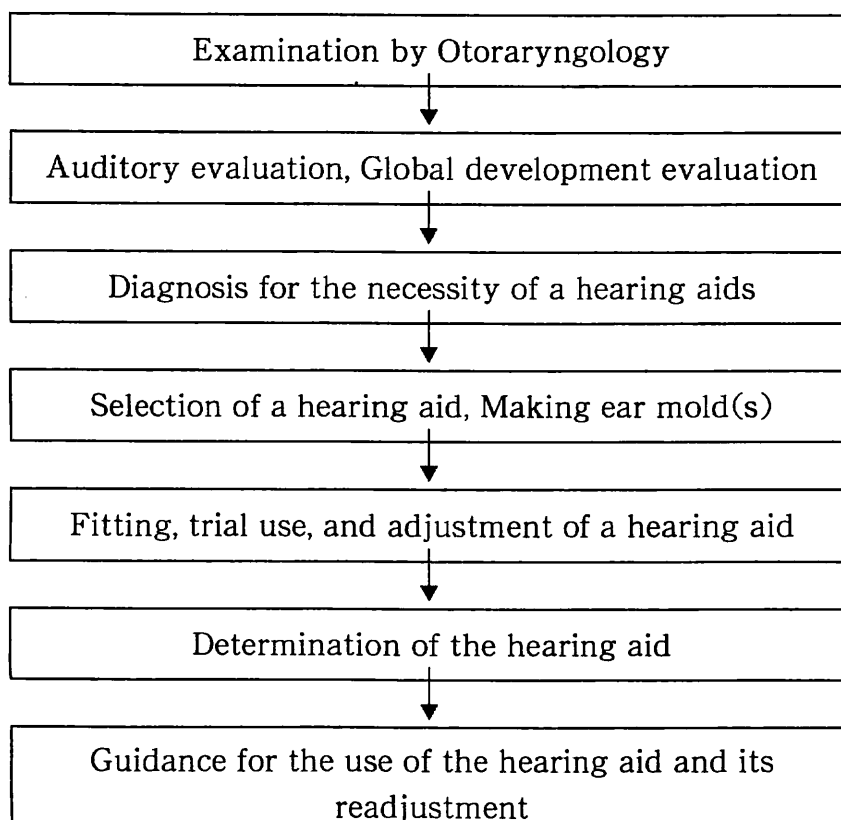 Examination by Otoraryngology
Auditory evaluation, Global development evaluation
Diagnosis for the necessity of a hearing aids
Selection of a hearing aid, Making ear mold(s)
Fitting, trial use, and adjustment of a hearing aid
Determination of the hearing aid
Guidance for the use of the hearing aid and its
readjustment